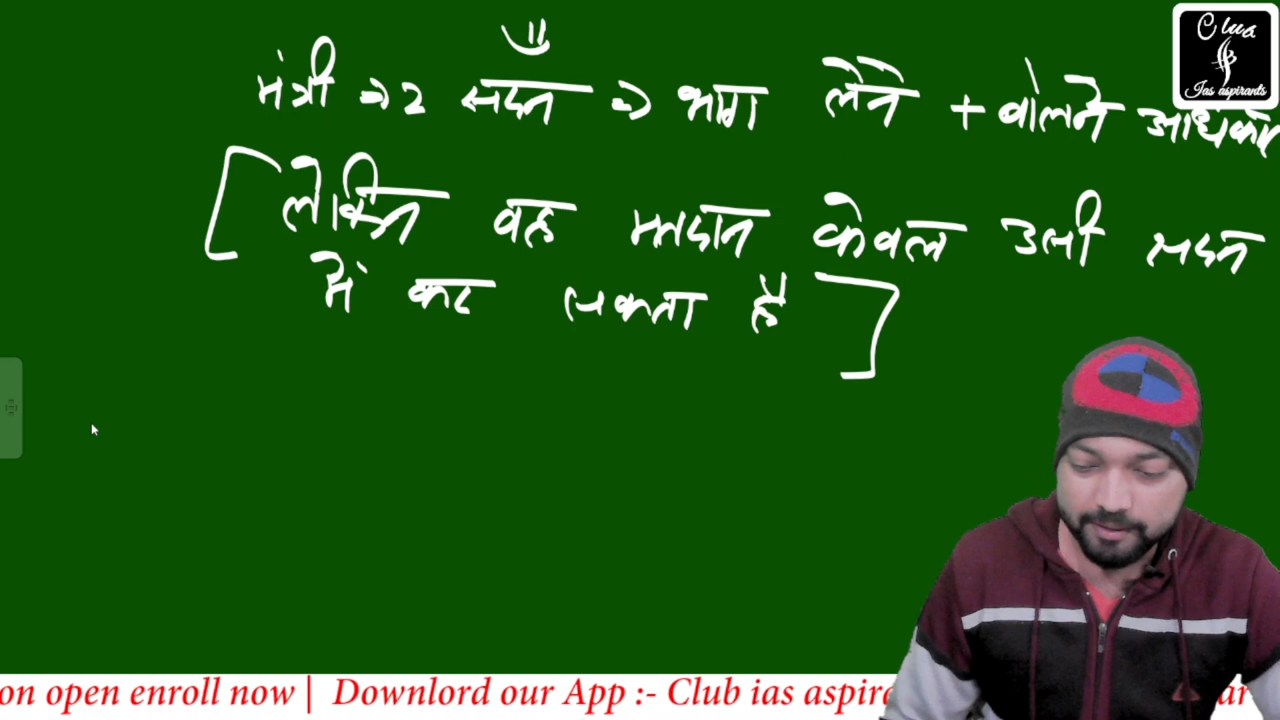 मंत्री => 2 सदन => भाग लेने + बोलने अधिकार
[ लेकिन वह मतदान केवल उसी सदन
में कर सकता है ]
Club
Ias aspirants
on open enroll now | Downlord our App :- Club ias aspira